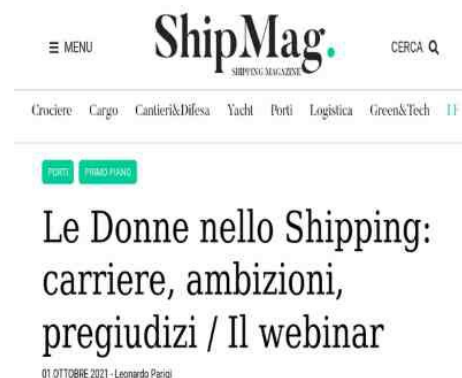 ≡ MENU
ShipMag.
SHIPPING MAGAZINE
CERCA
Crociere Cargo Cantieri&Difesa Yacht Porti Logistica Green&Tech
PORTI PRIMO PIANO
Le Donne nello Shipping:
carriere, ambizioni,
pregiudizi / Il webinar
01 OTTOBRE 2021 - Leonardo Parigi